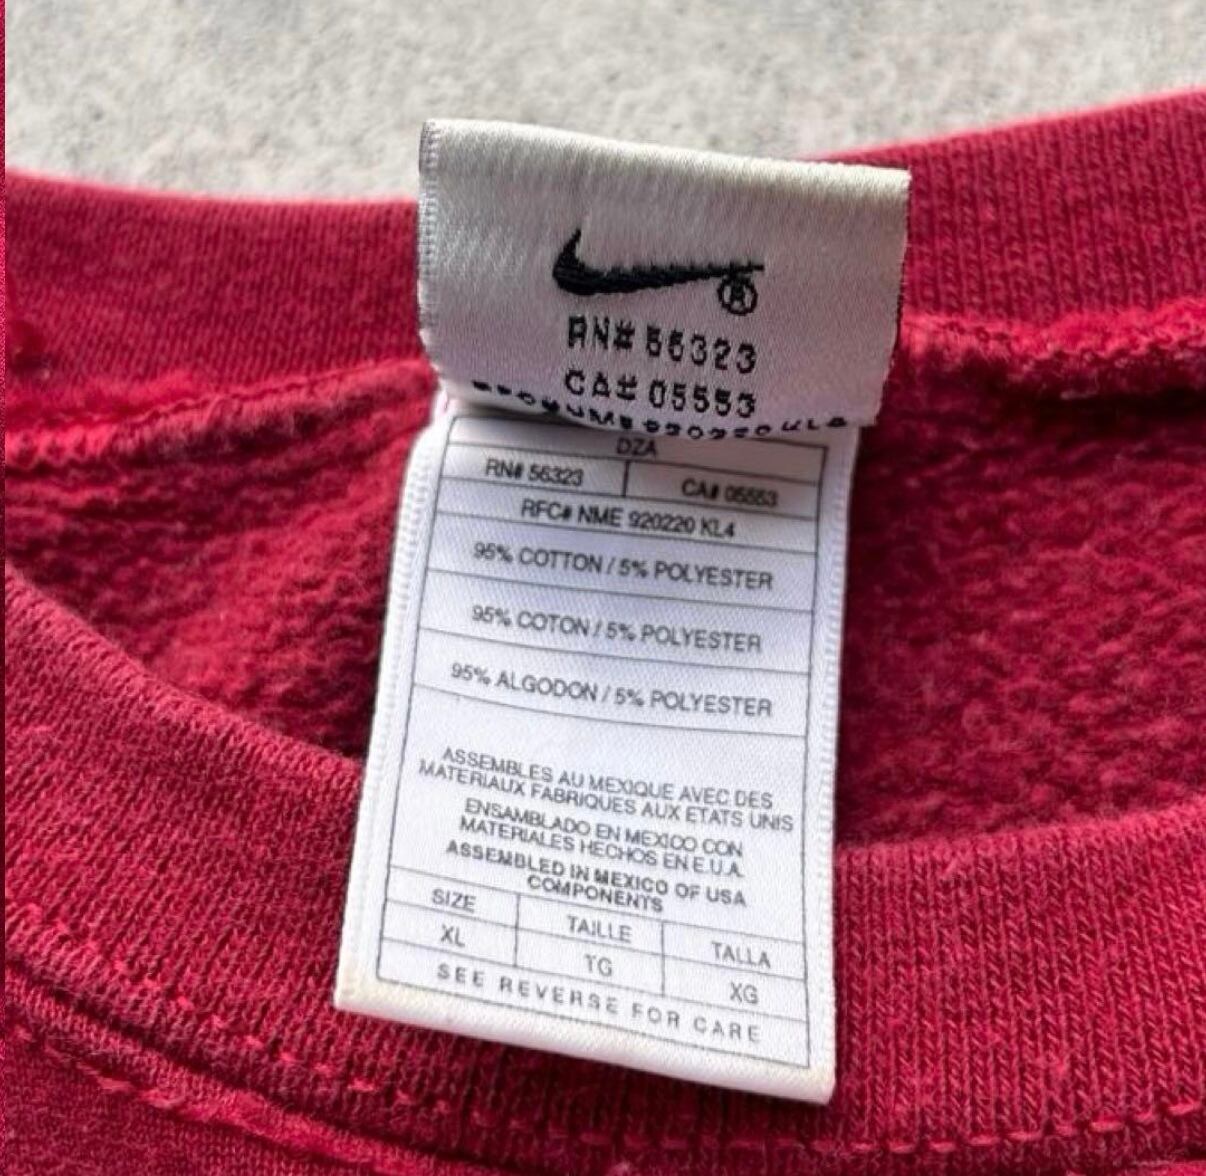 ®
RN# 56323
CA# 05553
DZA
RN# 56323 CA# 05553
RFC# NME 920220 KL4
95% COTTON / 5% POLYESTER
95% COTON / 5% POLYESTER
95% ALGODON / 5% POLYESTER
ASSEMBLES AU MEXIQUE AVEC DES
MATERIAUX FABRIQUES AUX ETATS UNIS
ENSAMBLADO EN MEXICO CON
MATERIALES HECHOS EN E.U.A.
ASSEMBLED IN MEXICO OF USA
COMPONENTS
SIZE TAILLE TALLA
XL TG XG
SEE REVERSE FOR CARE